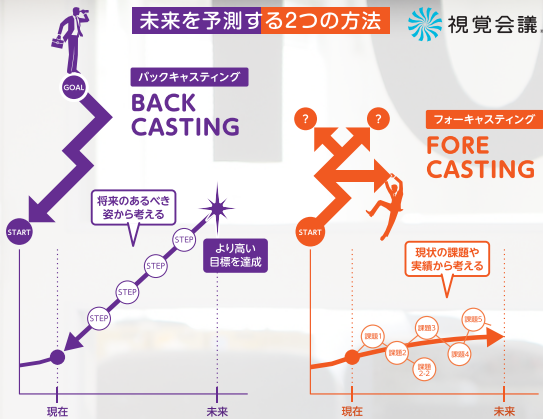 未来を予測する2つの方法
視覚会議®
バックキャスティング
BACK
CASTING
GOAL
START
将来のあるべき
姿から考える
STEP
STEP
STEP
STEP
より高い
目標を達成
現在
未来
フォーキャスティング
FORE
CASTING
?
?
START
現状の課題や
実績から考える
課題1
課題2
課題3
課題
2-2
課題4
課題5
現在
未来